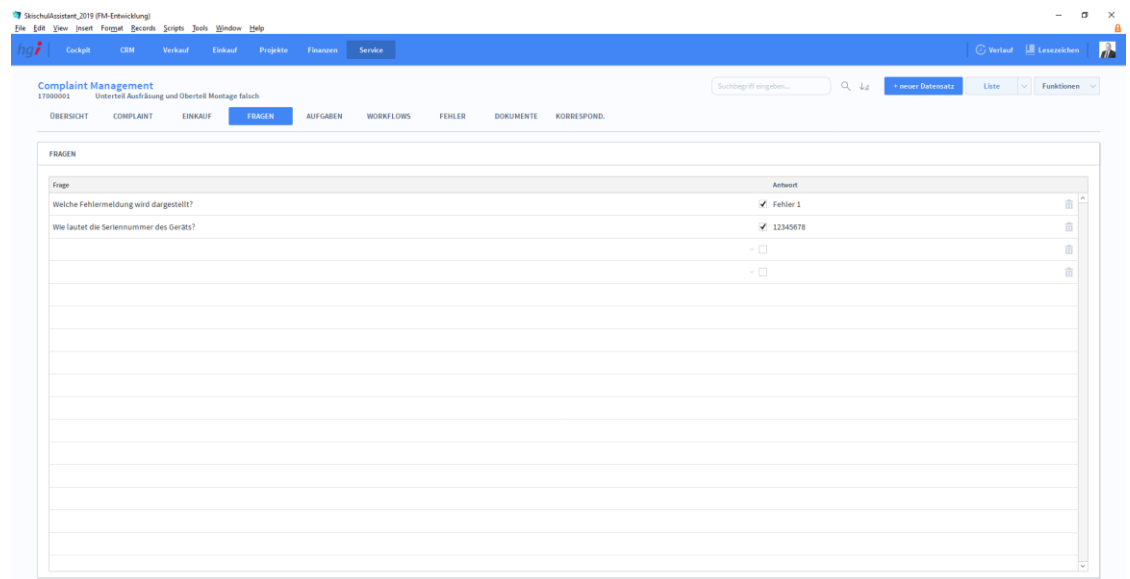 SkischulAssistant_2019 (FM-Entwicklung)
File Edit View Insert Format Records Scripts Tools Window Help
hgi Cockpit CRM Verkauf Einkauf Projekte Finanzen Service Verlauf Lesezeichen
Complaint Management
Suchbegriff eingeben... + neuer Datensatz Liste Funktionen
17000001 Unterteil Ausfräsung und Oberteil Montage falsch
ÜBERSICHT COMPLAINT EINKAUF FRAGEN AUFGABEN WORKFLOWS FEHLER DOKUMENTE KORRESPOND.
FRAGEN
Frage Antwort
Welche Fehlermeldung wird dargestellt? Fehler 1
Wie lautet die Seriennummer des Geräts? 12345678